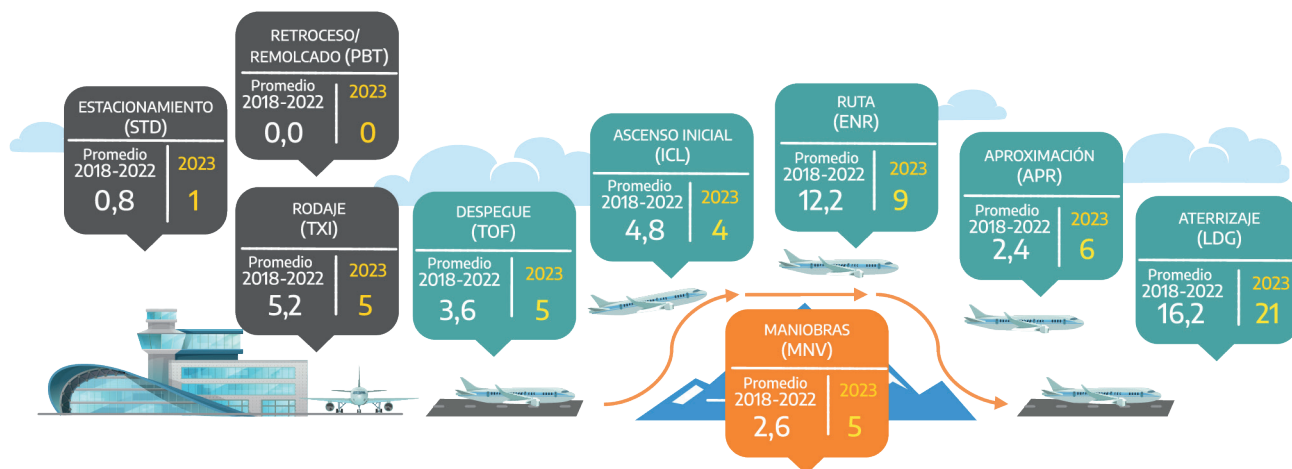 ESTACIONAMIENTO
(STD)
Promedio
2018-2022
0,8
2023
1
RETROCESO/
REMOLCADO (PBT)
Promedio
2018-2022
0,0
2023
0
RODAJE
(TXI)
Promedio
2018-2022
5,2
2023
5
DESPEGUE
(TOF)
Promedio
2018-2022
3,6
2023
5
ASCENSO INICIAL
(ICL)
Promedio
2018-2022
4,8
2023
4
RUTA
(ENR)
Promedio
2018-2022
12,2
2023
9
MANIOBRAS
(MNV)
Promedio
2018-2022
2,6
2023
5
APROXIMACIÓN
(APR)
Promedio
2018-2022
2,4
2023
6
ATERRIZAJE
(LDG)
Promedio
2018-2022
16,2
2023
21